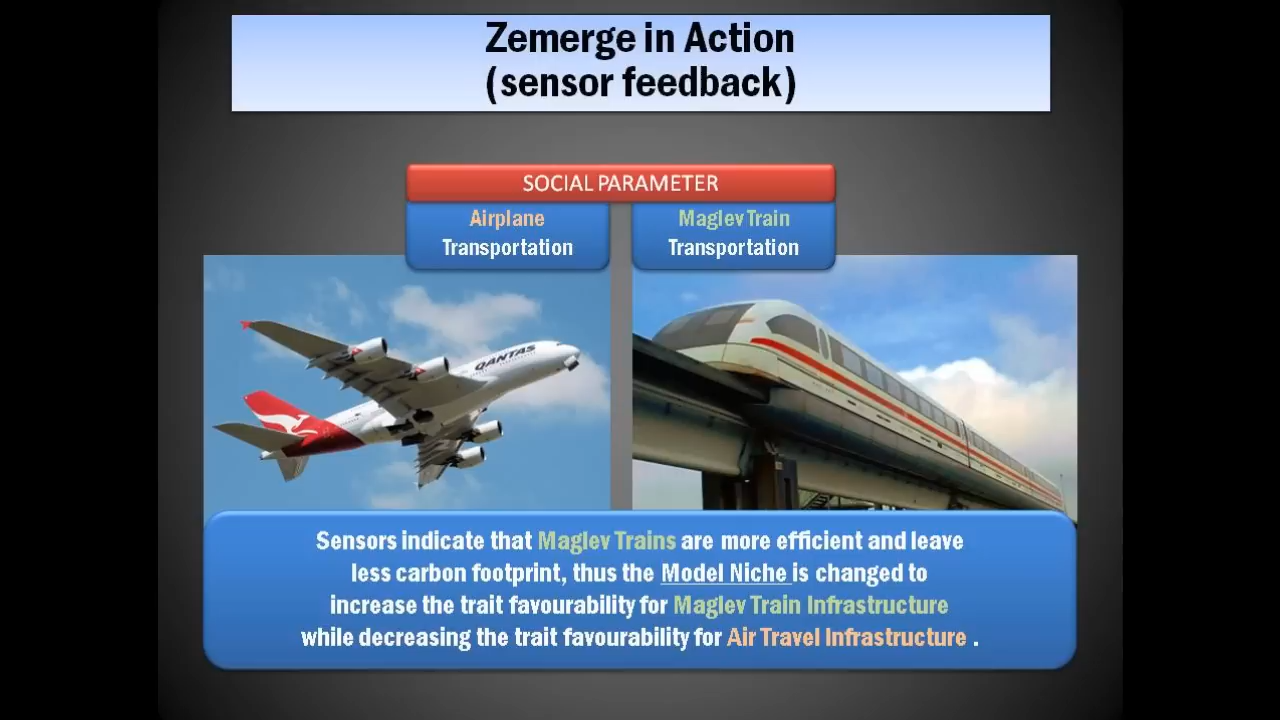 Zemerge in Action
(sensor feedback)
SOCIAL PARAMETER
Airplane
Transportation
Maglev Train
Transportation
QANTAS
Sensors indicate that Maglev Trains are more efficient and leave
less carbon footprint, thus the Model Niche is changed to
increase the trait favourability for Maglev Train Infrastructure
while decreasing the trait favourability for Air Travel Infrastructure .